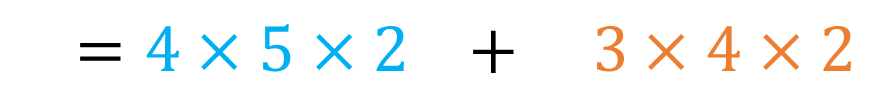 = 4 × 5 × 2 + 3 × 4 × 2